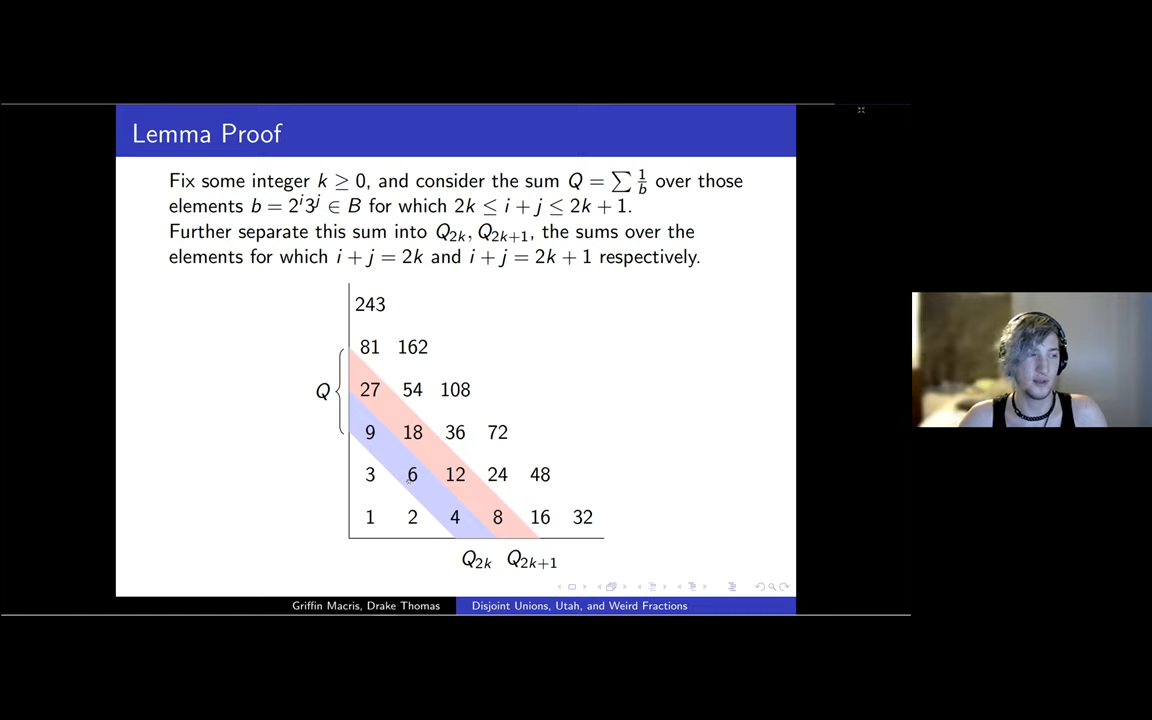 Lemma Proof
Fix some integer k ≥ 0, and consider the sum Q = ∑ 1/b over those
elements b = 2^i3^j ∈ B for which 2k ≤ i + j ≤ 2k + 1.
Further separate this sum into Q_{2k}, Q_{2k+1}, the sums over the
elements for which i + j = 2k and i + j = 2k + 1 respectively.
243
81 162
Q 27 54 108
9 18 36 72
3 6 12 24 48
1 2 4 8 16 32
Q_{2k} Q_{2k+1}
Griffin Macris, Drake Thomas Disjoint Unions, Utah, and Weird Fractions